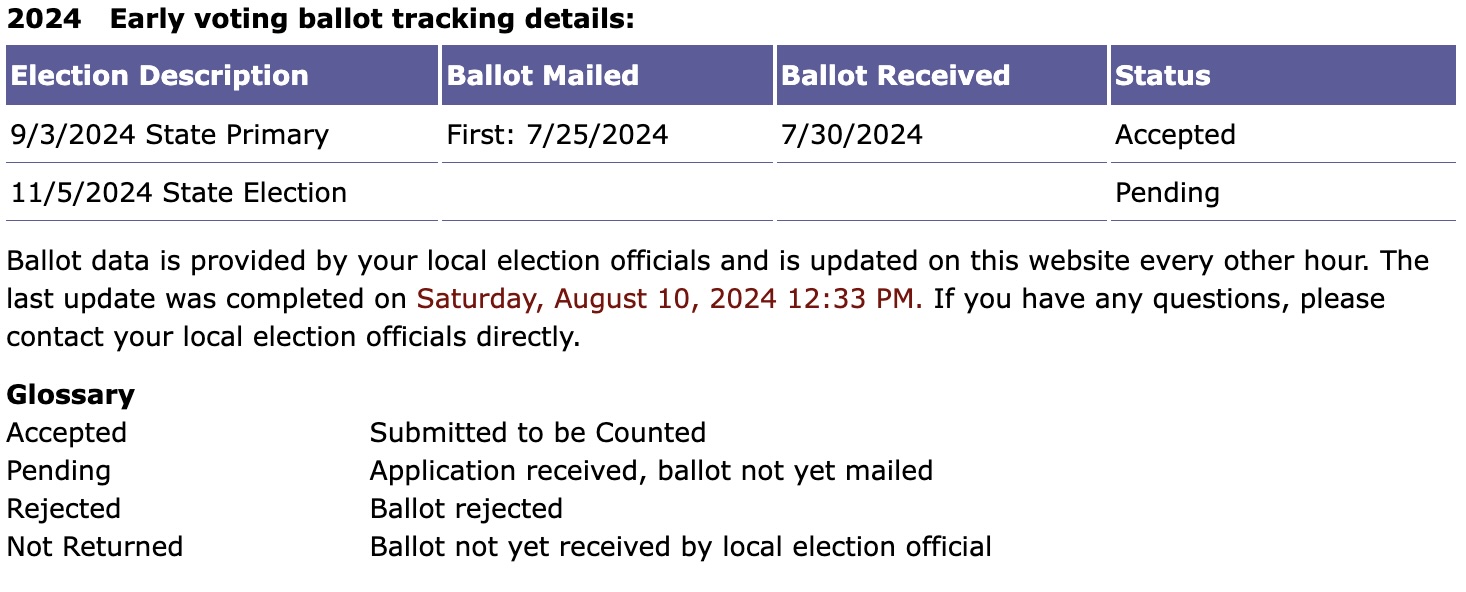 2024 Early voting ballot tracking details:
Election Description Ballot Mailed Ballot Received Status
9/3/2024 State Primary First: 7/25/2024 7/30/2024 Accepted
11/5/2024 State Election Pending
Ballot data is provided by your local election officials and is updated on this website every other hour. The
last update was completed on Saturday, August 10, 2024 12:33 PM. If you have any questions, please
contact your local election officials directly.
Glossary
Accepted Submitted to be Counted
Pending Application received, ballot not yet mailed
Rejected Ballot rejected
Not Returned Ballot not yet received by local election official